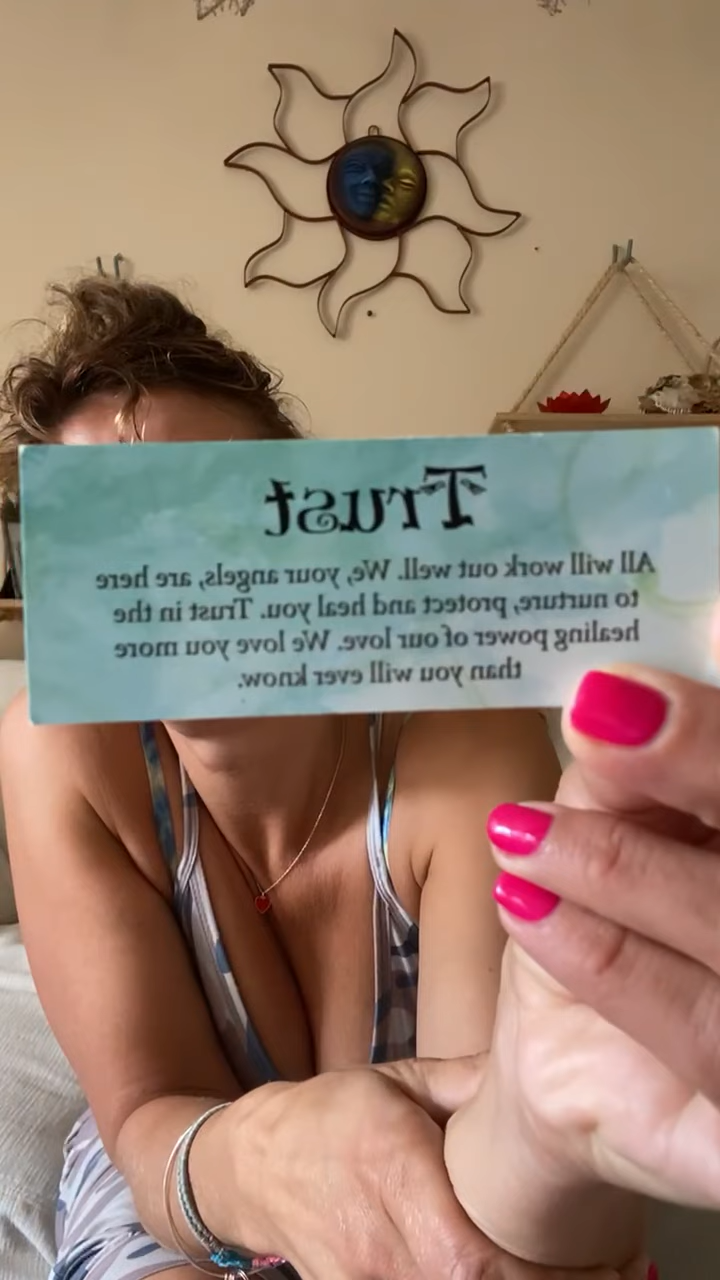 Trust
All will work out well. We, your angels, are here
to nurture, protect and heal you. Trust in the
healing power of our love. We love you more
than you will ever know.